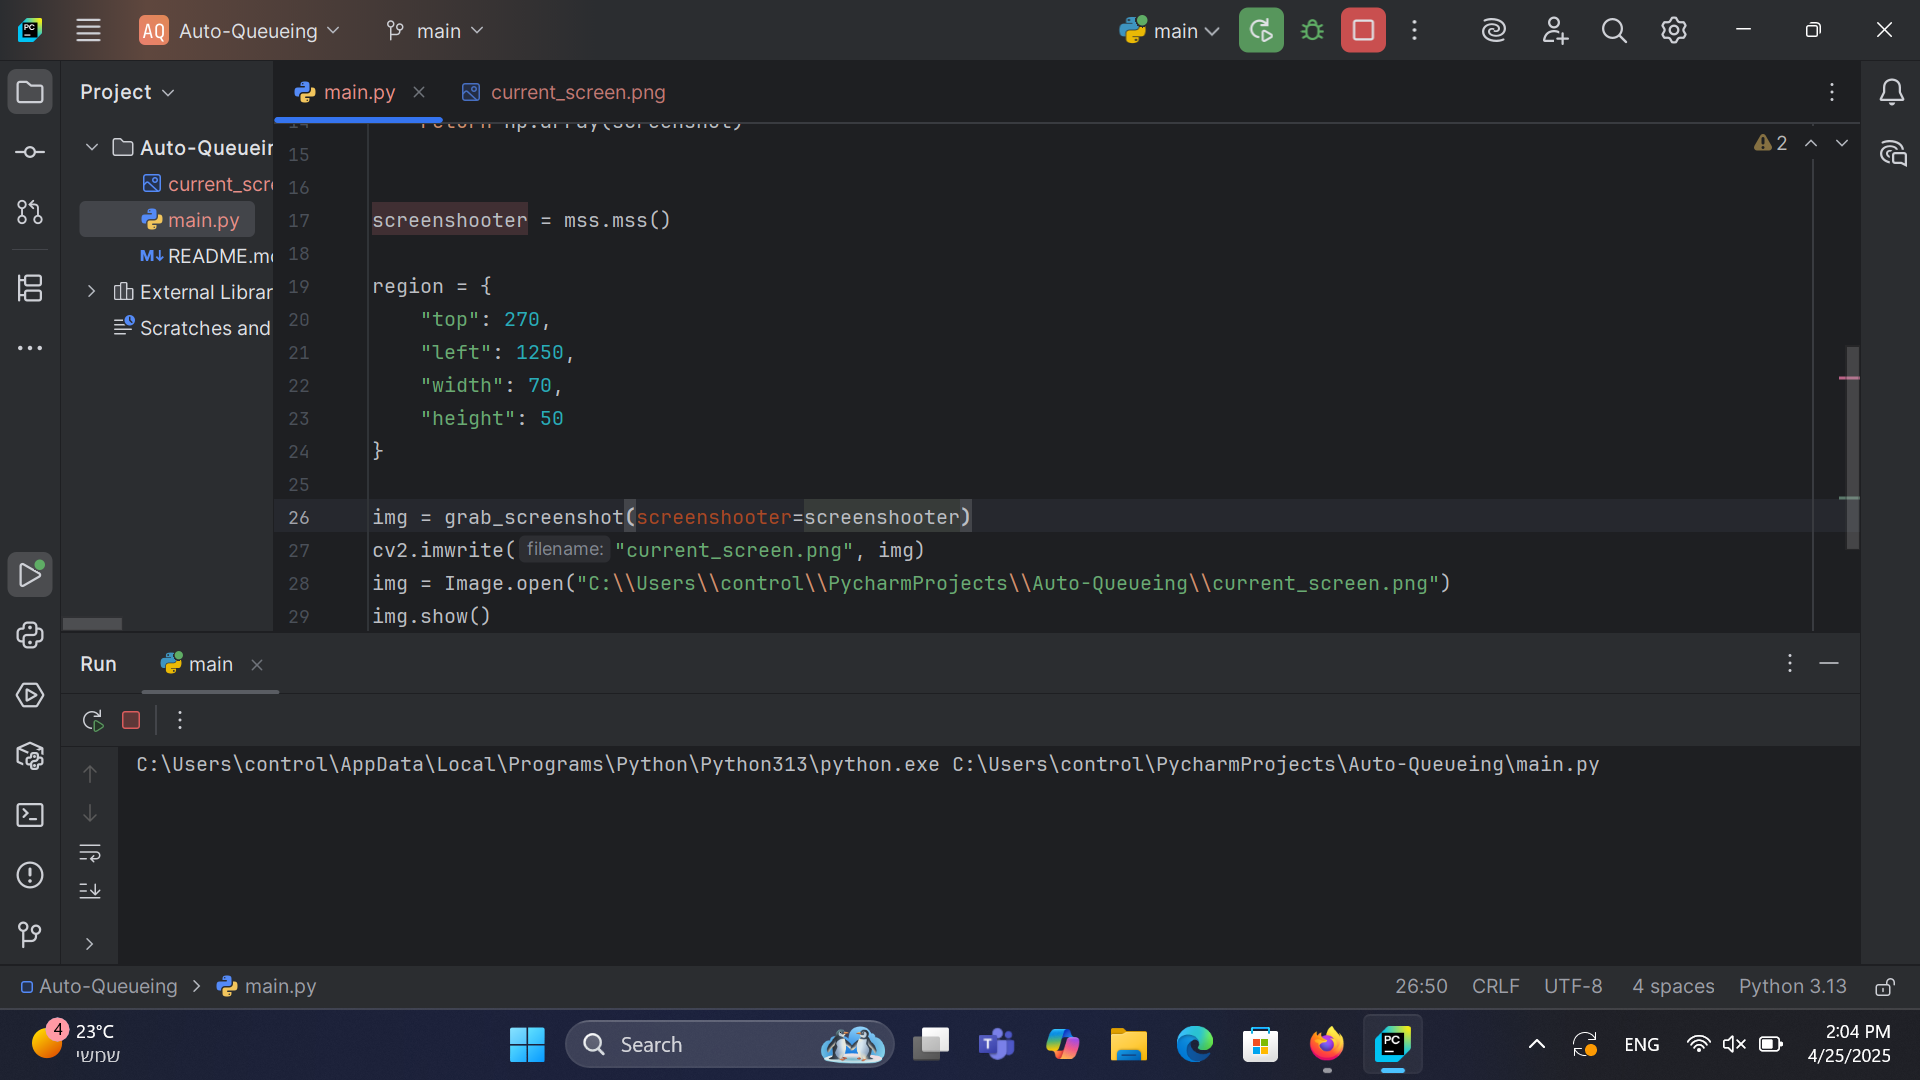 PC
AQ Auto-Queueing main
main
Project
main.py
current_screen.png
Auto-Queuein
current_scre
main.py
M↓ README.m
External Librar
Scratches and
14 return np.array(screenshot)
15
16
17 screenshooter = mss.mss()
18
19 region = {
20 "top": 270,
21 "left": 1250,
22 "width": 70,
23 "height": 50
24 }
25
26 img = grab_screenshot(screenshooter=screenshooter)
27 cv2.imwrite( filename: "current_screen.png", img)
28 img = Image.open("C:\\Users\\control\\PycharmProjects\\Auto-Queueing\\current_screen.png")
29 img.show()
2
Run main
C:\Users\control\AppData\Local\Programs\Python\Python313\python.exe C:\Users\control\PycharmProjects\Auto-Queueing\main.py
Auto-Queueing > main.py
26:50 CRLF UTF-8 4 spaces Python 3.13
4
23°C
שמשי
Search
T
PC
ENG
2:04 PM
4/25/2025